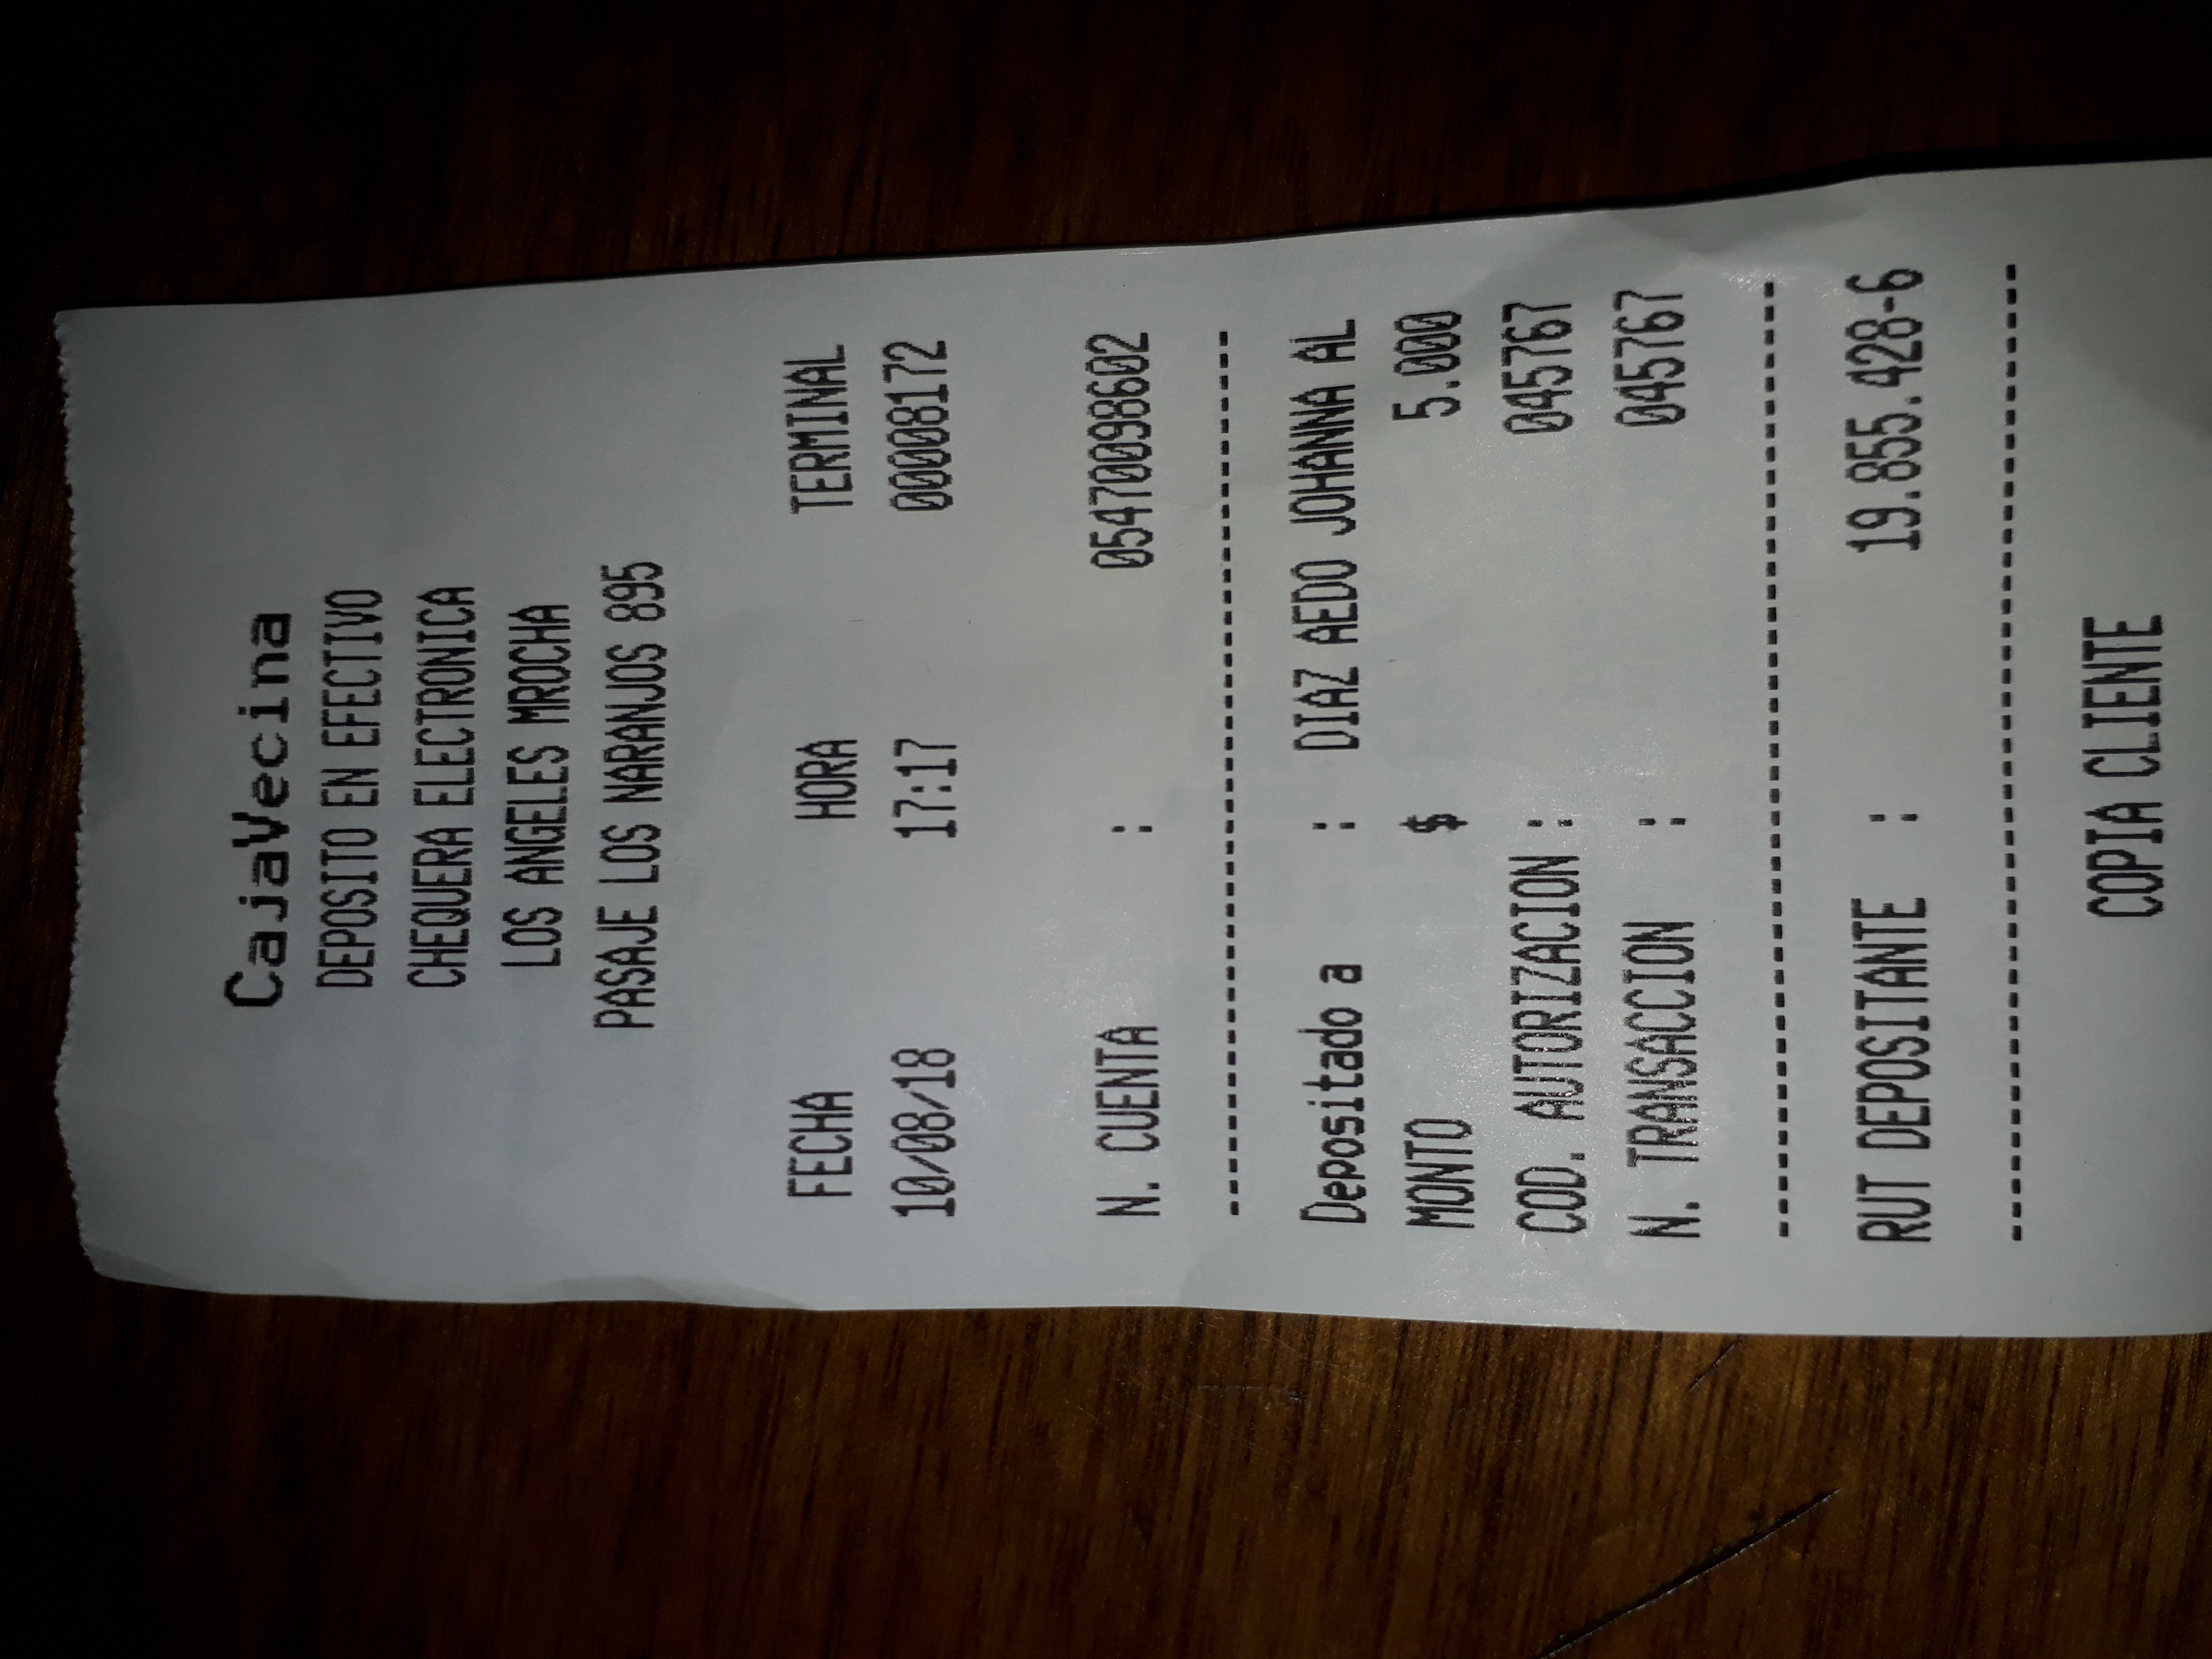 CajaVecina
DEPOSITO EN EFECTIVO
CHEQUERA ELECTRONICA
LOS ANGELES MROCHA
PASAJE LOS NARANJOS 895
FECHA HORA TERMINAL
10/08/18 17:17 00008172
N. CUENTA : 05470098602
Depositado a : DIAZ AEDO JOHANNA AL
MONTO $ 5.000
COD. AUTORIZACION : 045767
N. TRANSACCION : 045767
RUT DEPOSITANTE : 19.855.428-6
COPIA CLIENTE